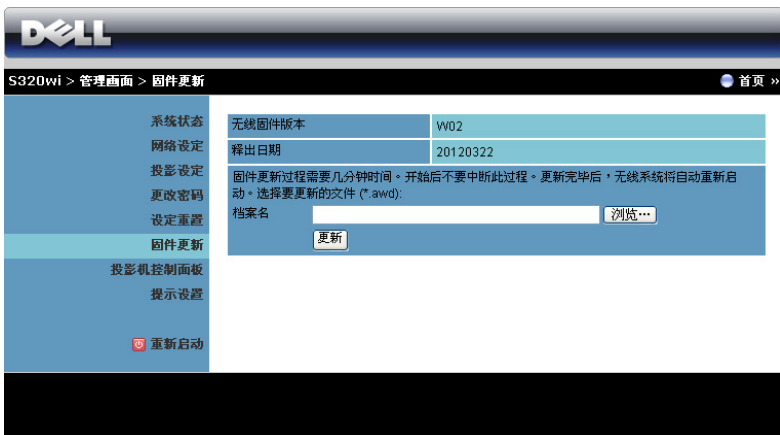 DELL
S320wi > 管理画面 > 固件更新
首页 »
系统状态
网络设定
投影设定
更改密码
设定重置
固件更新
投影机控制面板
提示设置
重新启动
无线固件版本 W02
释出日期 20120322
固件更新过程需要几分钟时间。开始后不要中断此过程。更新完毕后，无线系统将自动重新启
动。选择要更新的文件 (*.awd):
档案名 浏览…
更新